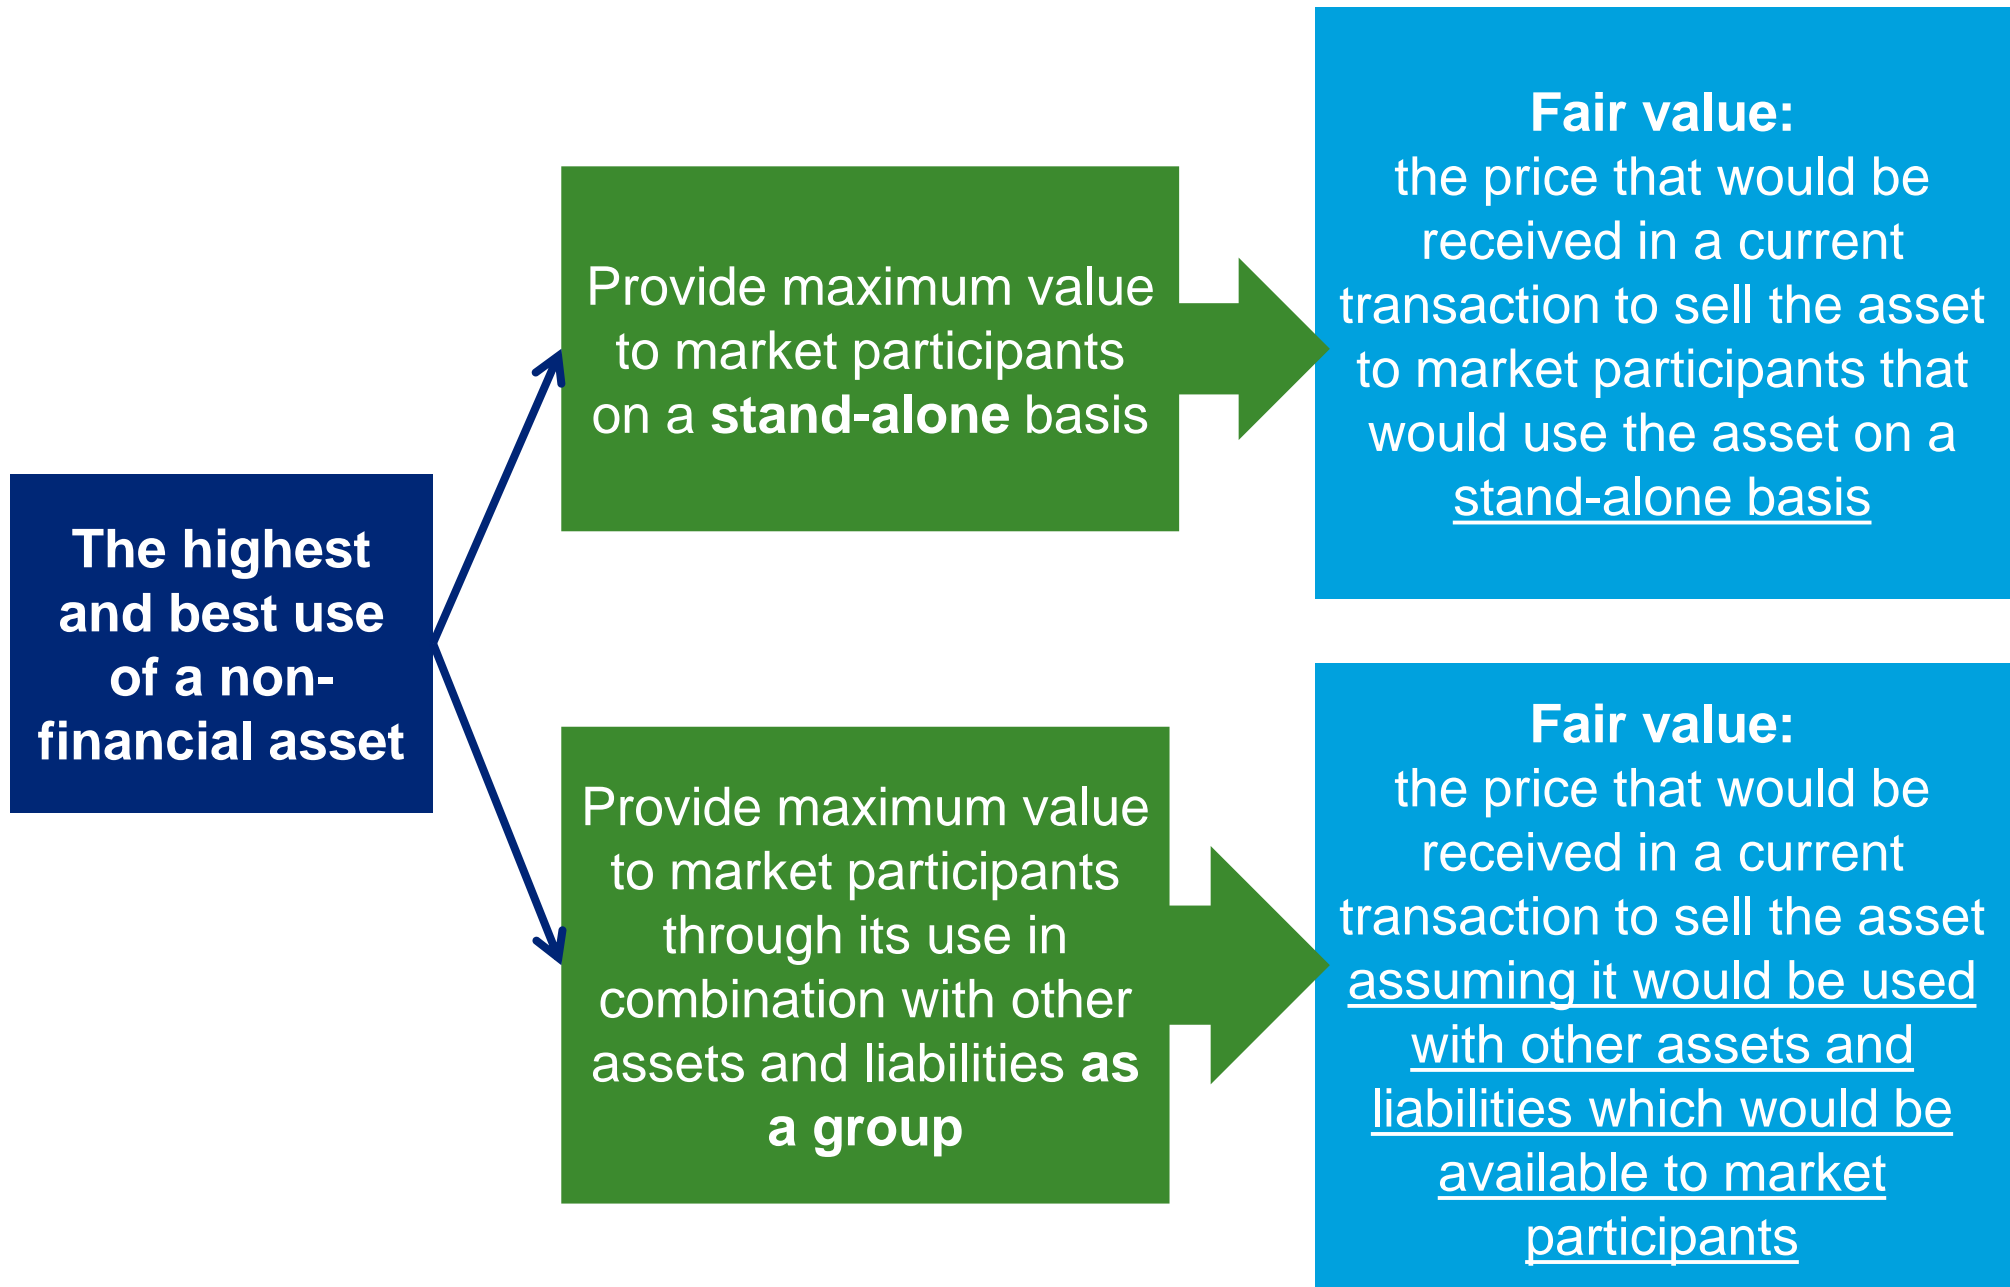 The highest
and best use
of a non-
financial asset
Provide maximum value
to market participants
on a stand-alone basis
Fair value:
the price that would be
received in a current
transaction to sell the asset
to market participants that
would use the asset on a
stand-alone basis
Provide maximum value
to market participants
through its use in
combination with other
assets and liabilities as
a group
Fair value:
the price that would be
received in a current
transaction to sell the asset
assuming it would be used
with other assets and
liabilities which would be
available to market
participants